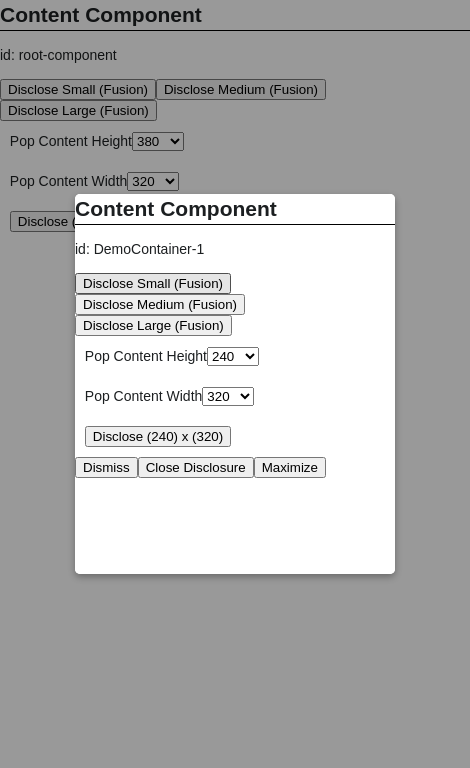 Content Component
id: root-component
Disclose Small (Fusion) Disclose Medium (Fusion)
Disclose Large (Fusion)
Pop Content Height 380
Pop Content Width 320
Disclose (
Content Component
id: DemoContainer-1
Disclose Small (Fusion)
Disclose Medium (Fusion)
Disclose Large (Fusion)
Pop Content Height 240
Pop Content Width 320
Disclose (240) x (320)
Dismiss Close Disclosure Maximize